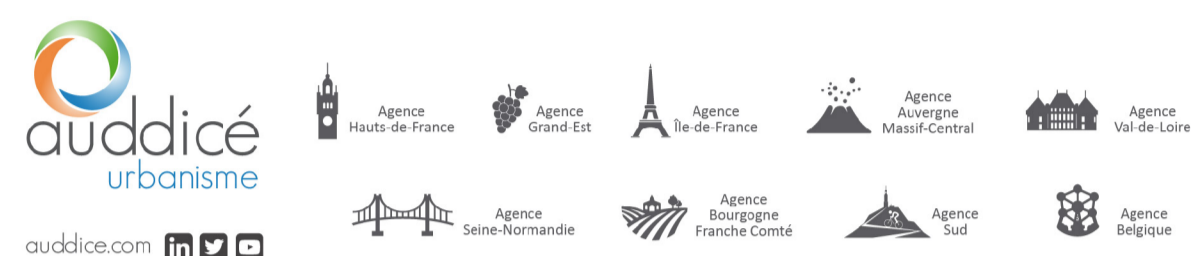 auddicé
urbanisme
auddice.com in
Agence
Hauts-de-France
Agence
Grand-Est
Agence
Île-de-France
Agence
Auvergne
Massif-Central
Agence
Val-de-Loire
Agence
Seine-Normandie
Agence
Bourgogne
Franche Comté
Agence
Sud
Agence
Belgique